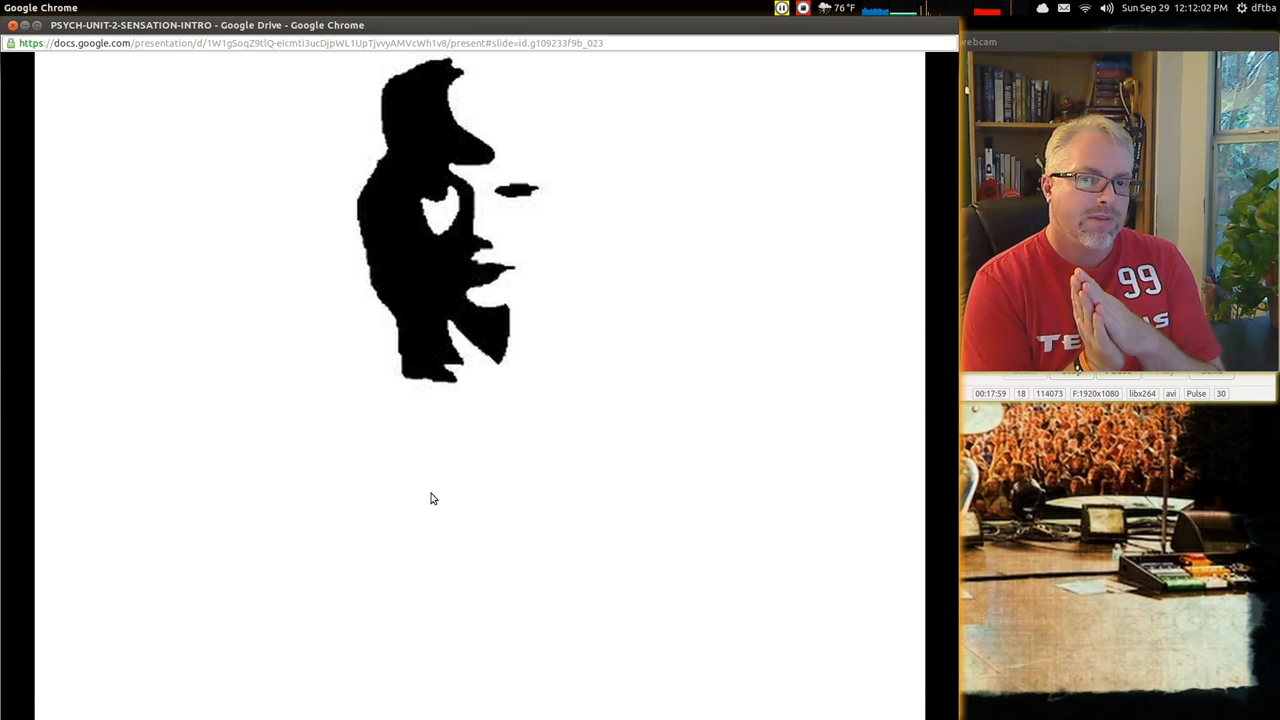 Google Chrome
76 °F
Sun Sep 29 12:12:02 PM
dftba
PSYCH-UNIT-2-SENSATION-INTRO - Google Drive - Google Chrome
https://docs.google.com/presentation/d/1W1gSoqZ9tlQ-eIcmti3ucDjpWL1UpTjvvyAMVcWh1v8/present#slide=id.g109233f9b_023
webcam
99
00:17:59 18 114073 F:1920x1080 libx264 avi Pulse 30